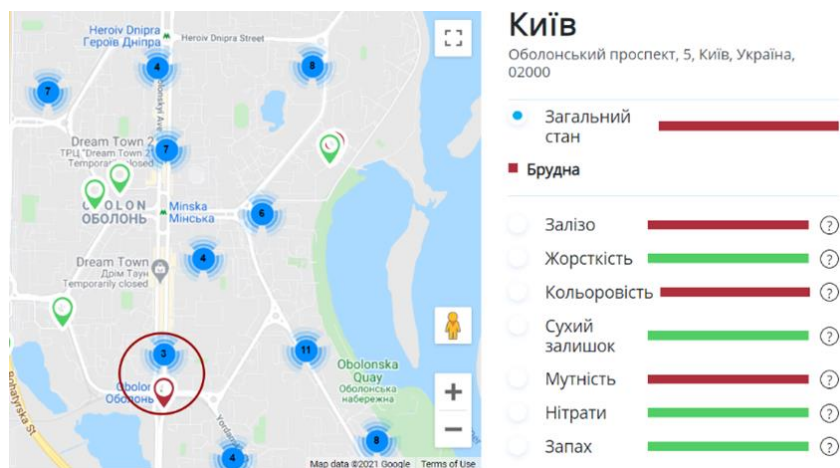 Heroiv Dnipra
Героїв Дніпра
Heroiv Dnipra Street
4
8
7
Dream Town 2
ТРЦ "Dream Town 2"
Temporarily closed
7
OBOLON
ОБОЛОНЬ
Minska
Мінська
6
Dream Town
Дрім Таун
Temporarily closed
4
3
11
Obolon
Оболонь
Obolonska
Quay
Оболонська
набережна
Bohatyrska St
4
8
Map data ©2021 Google
Terms of Use
Київ
Оболонський проспект, 5, Київ, Україна,
02000
Загальний
стан
Брудна
Залізо ?
Жорсткість ?
Кольоровість ?
Сухий
залишок ?
Мутність ?
Нітрати ?
Запах ?